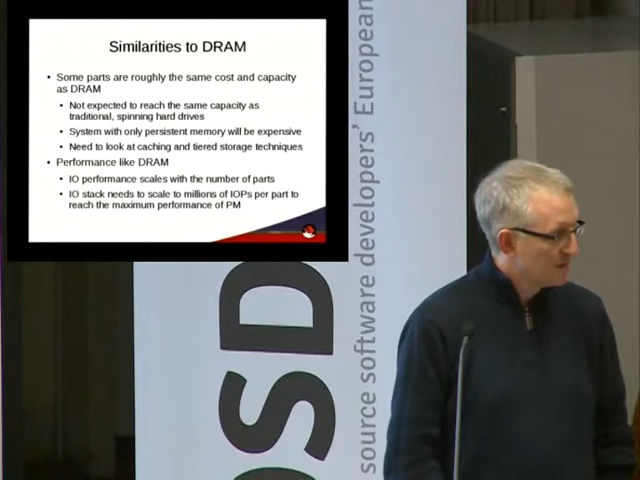 Similarities to DRAM
• Some parts are roughly the same cost and capacity
as DRAM
• Not expected to reach the same capacity as
traditional, spinning hard drives
• System with only persistent memory will be expensive
• Need to look at caching and tiered storage techniques
• Performance like DRAM
• IO performance scales with the number of parts
• IO stack needs to scale to millions of IOPs per part to
reach the maximum performance of PM
OSD
source software developers' European